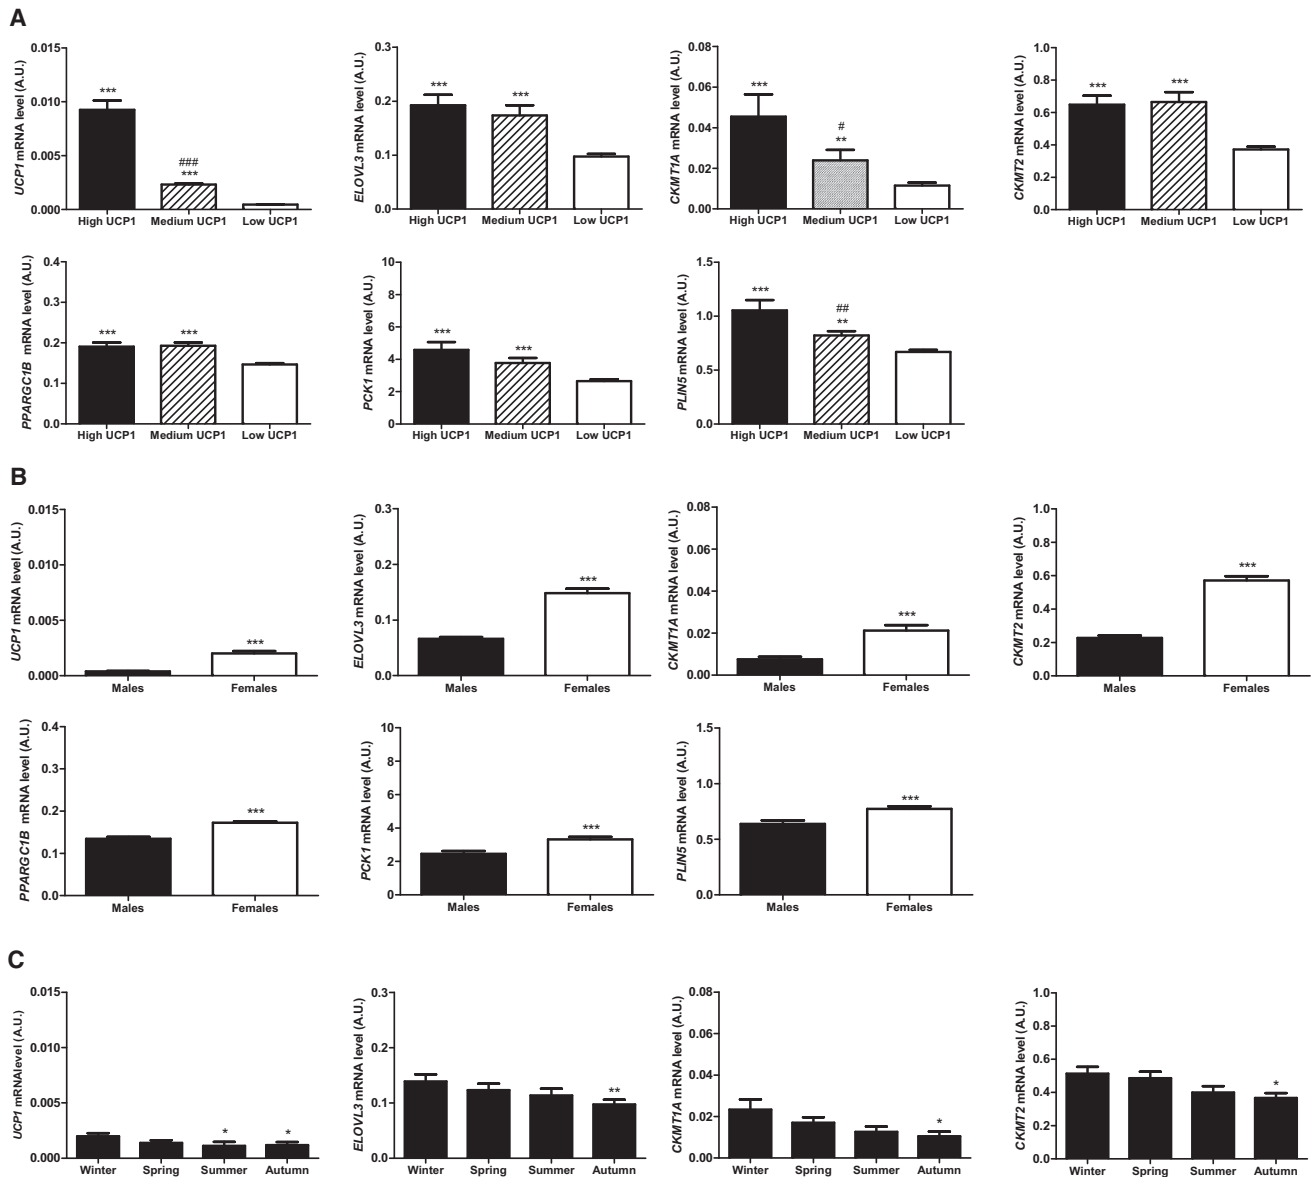 A
UCP1 mRNA level (A.U.)
0.015
0.010
0.005
0.000
***
###
***
High UCP1 Medium UCP1 Low UCP1
ELOVL3 mRNA level (A.U.)
0.3
0.2
0.1
0.0
***
***
High UCP1 Medium UCP1 Low UCP1
CKMT1A mRNA level (A.U.)
0.08
0.06
0.04
0.02
0.00
***
#
**
High UCP1 Medium UCP1 Low UCP1
CKMT2 mRNA level (A.U.)
1.0
0.8
0.6
0.4
0.2
0.0
***
***
High UCP1 Medium UCP1 Low UCP1
PPARGC1B mRNA level (A.U.)
0.4
0.3
0.2
0.1
0.0
***
***
High UCP1 Medium UCP1 Low UCP1
PCK1 mRNA level (A.U.)
10
8
6
4
2
0
***
***
High UCP1 Medium UCP1 Low UCP1
PLIN5 mRNA level (A.U.)
1.5
1.0
0.5
0.0
***
##
**
High UCP1 Medium UCP1 Low UCP1
B
UCP1 mRNA level (A.U.)
0.015
0.010
0.005
0.000
***
Males Females
ELOVL3 mRNA level (A.U.)
0.3
0.2
0.1
0.0
***
Males Females
CKMT1A mRNA level (A.U.)
0.08
0.06
0.04
0.02
0.00
***
Males Females
CKMT2 mRNA level (A.U.)
1.0
0.8
0.6
0.4
0.2
0.0
***
Males Females
PPARGC1B mRNA level (A.U.)
0.4
0.3
0.2
0.1
0.0
***
Males Females
PCK1 mRNA level (A.U.)
10
8
6
4
2
0
***
Males Females
PLIN5 mRNA level (A.U.)
1.5
1.0
0.5
0.0
***
Males Females
C
UCP1 mRNAlevel (A.U.)
0.015
0.010
0.005
0.000
*
*
Winter Spring Summer Autumn
ELOVL3 mRNA level (A.U.)
0.3
0.2
0.1
0.0
**
Winter Spring Summer Autumn
CKMT1A mRNA level (A.U.)
0.08
0.06
0.04
0.02
0.00
*
Winter Spring Summer Autumn
CKMT2 mRNA level (A.U.)
1.0
0.8
0.6
0.4
0.2
0.0
*
Winter Spring Summer Autumn